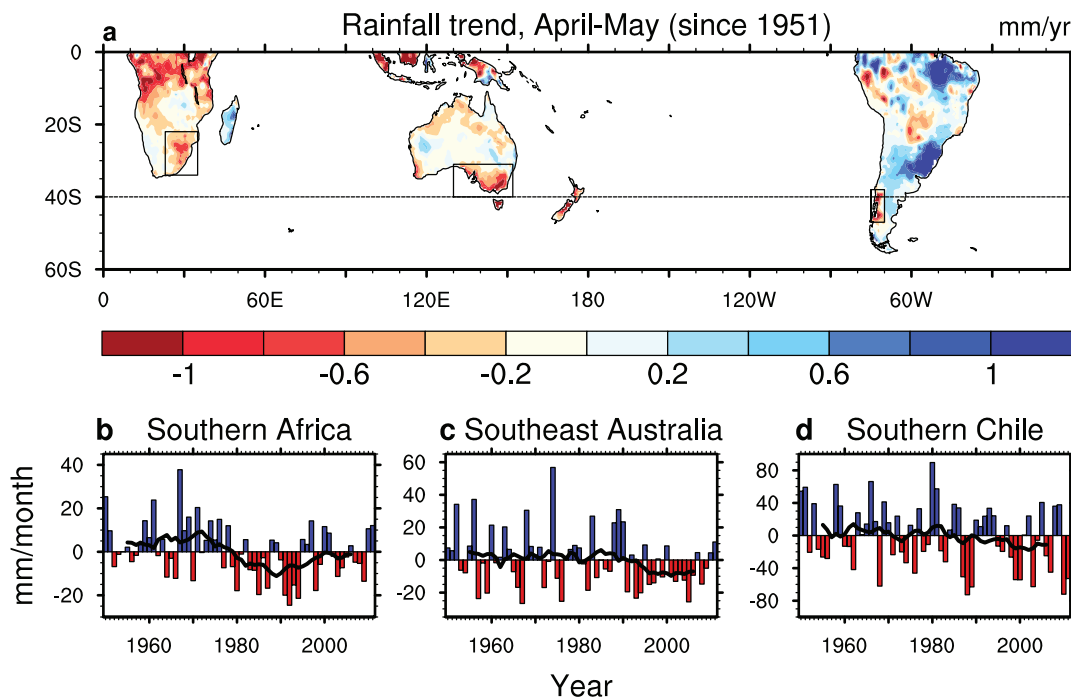 a Rainfall trend, April-May (since 1951) mm/yr
0
20S
40S
60S
0 60E 120E 180 120W 60W
-1 -0.6 -0.2 0.2 0.6 1
b Southern Africa c Southeast Australia d Southern Chile
mm/month
40
20
0
-20
60
40
20
0
-20
80
40
0
-40
-80
1960 1980 2000 1960 1980 2000 1960 1980 2000
Year